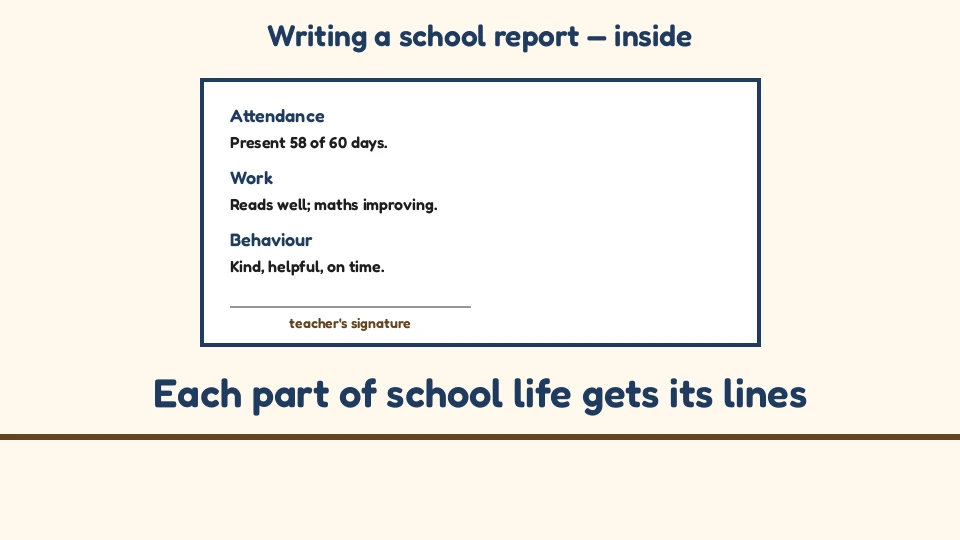 Writing a school report — inside
Attendance
Present 58 of 60 days.
Work
Reads well; maths improving.
Behaviour
Kind, helpful, on time.
teacher's signature
Each part of school life gets its lines